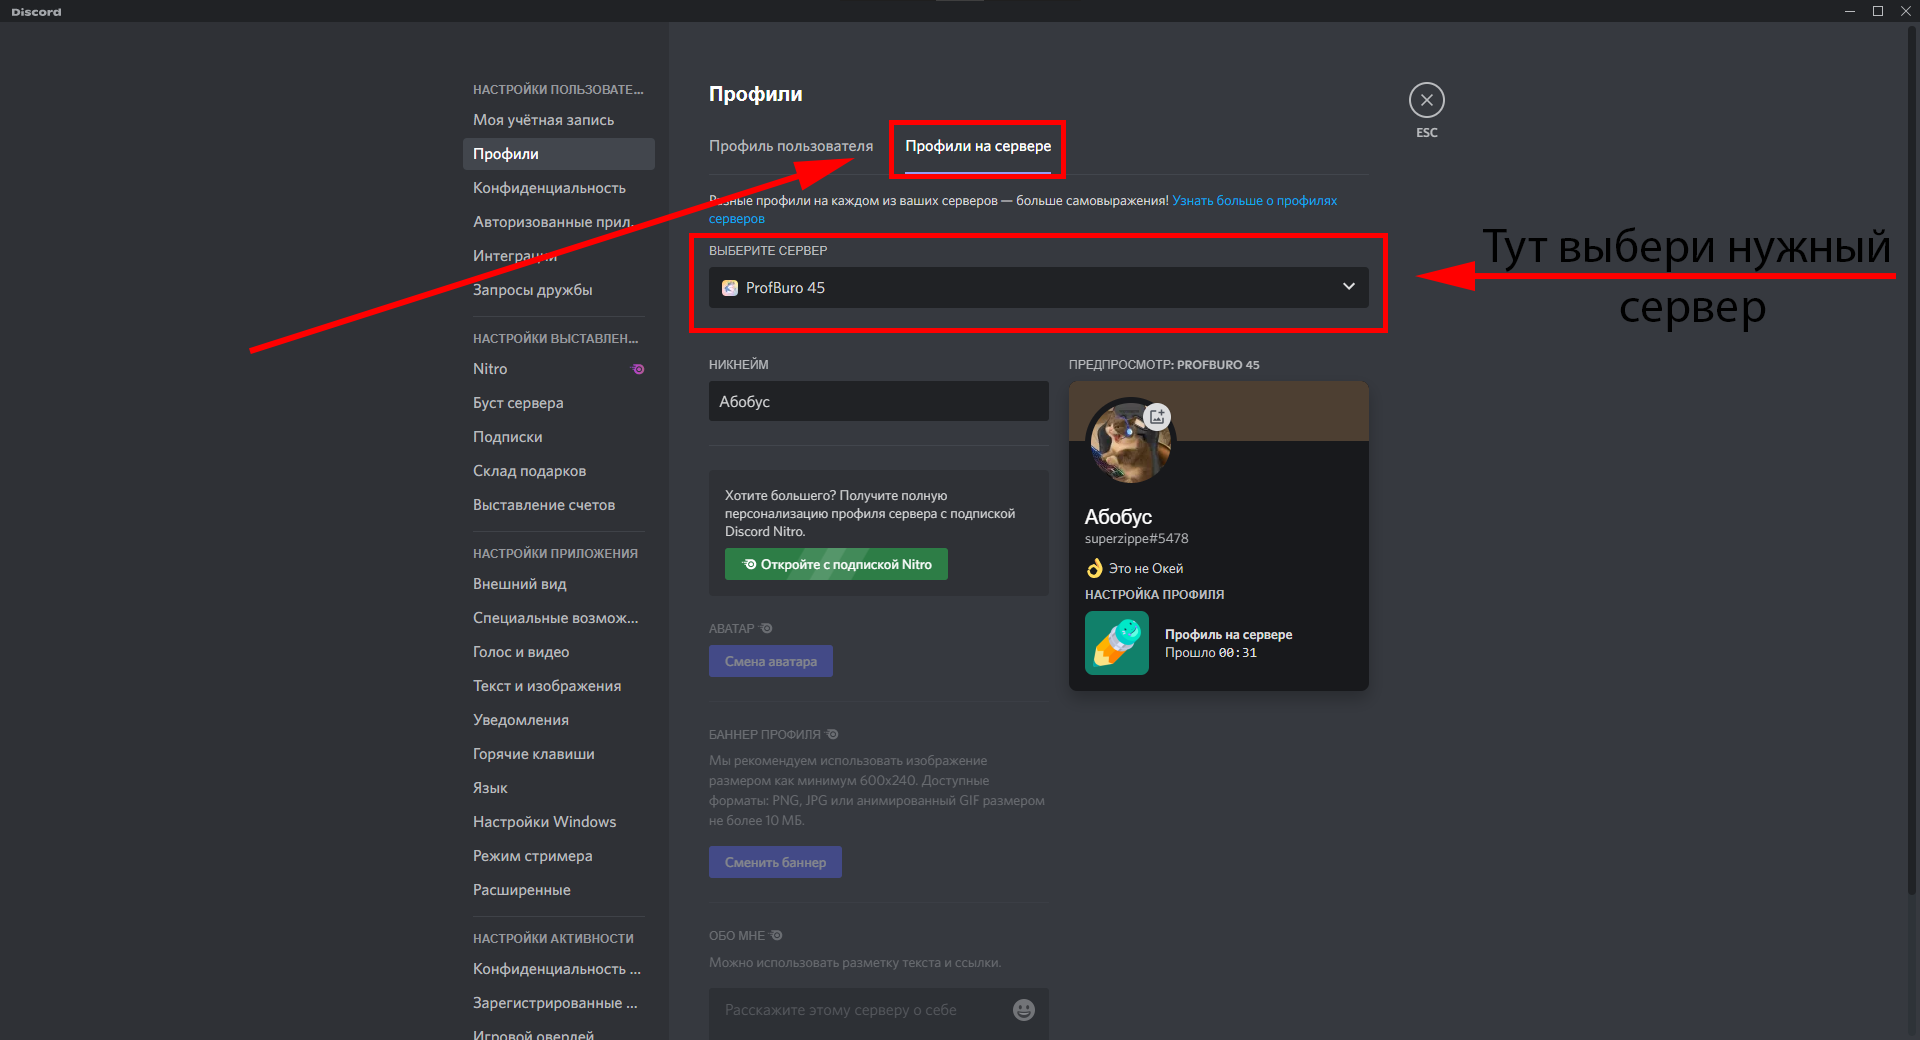 Discord
НАСТРОЙКИ ПОЛЬЗОВАТЕ...
Моя учётная запись
Профили
Конфиденциальность
Авторизованные прил...
Интеграции
Запросы дружбы
НАСТРОЙКИ ВЫСТАВЛЕН...
Nitro
Буст сервера
Подписки
Склад подарков
Выставление счетов
НАСТРОЙКИ ПРИЛОЖЕНИЯ
Внешний вид
Специальные возмож...
Голос и видео
Текст и изображения
Уведомления
Горячие клавиши
Язык
Настройки Windows
Режим стримера
Расширенные
НАСТРОЙКИ АКТИВНОСТИ
Конфиденциальность ...
Зарегистрированные ...
Игровой оверлей
Профили
Профиль пользователя
Профили на сервере
Разные профили на каждом из ваших серверов — больше самовыражения! Узнать больше о профилях
серверов
ВЫБЕРИТЕ СЕРВЕР
ProfBuro 45
НИКНЕЙМ
Абобус
Хотите большего? Получите полную
персонализацию профиля сервера с подпиской
Discord Nitro.
Откройте с подпиской Nitro
АВАТАР
Смена аватара
БАННЕР ПРОФИЛЯ
Мы рекомендуем использовать изображение
размером как минимум 600x240. Доступные
форматы: PNG, JPG или анимированный GIF размером
не более 10 МБ.
Сменить баннер
ОБО МНЕ
Можно использовать разметку текста и ссылки.
Расскажите этому серверу о себе
ПРЕДПРОСМОТР: PROFBURO 45
Абобус
superzippe#5478
Это не Окей
НАСТРОЙКА ПРОФИЛЯ
Профиль на сервере
Прошло 00:31
ESC
Тут выбери нужный
сервер